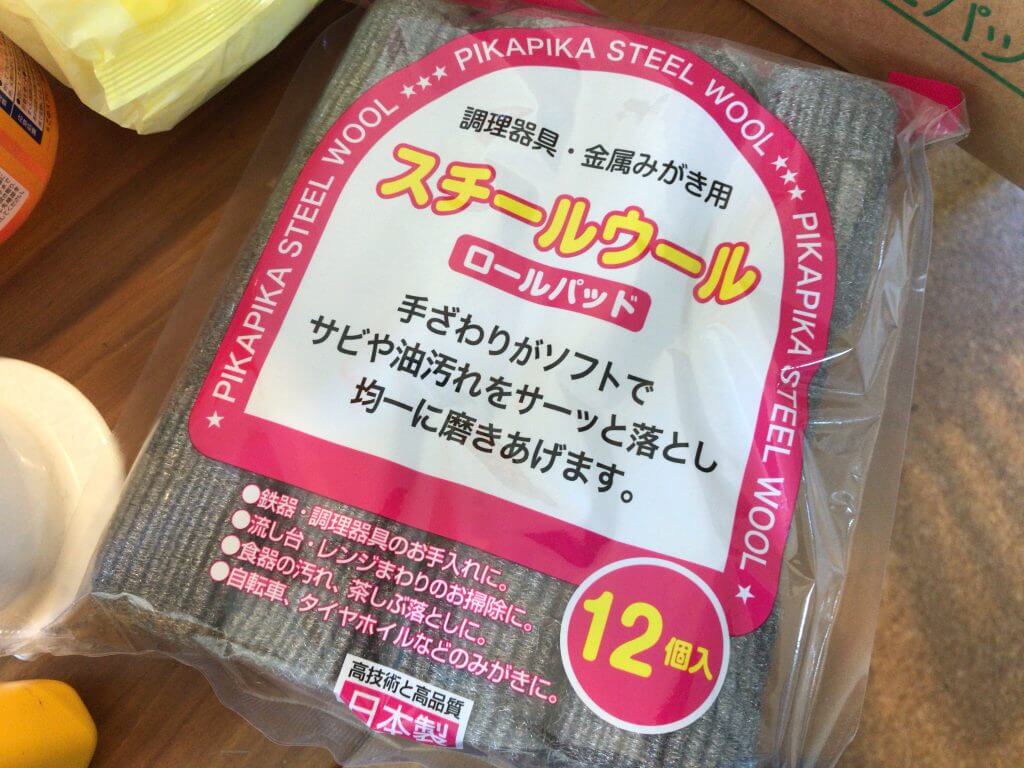 PIKAPIKA STEEL WOOL ★★★ PIKAPIKA STEEL WOOL ★★★ PIKAPIKA STEEL WOOL
調理器具・金属みがき用
スチールウール
ロールパッド
手ざわりがソフトで
サビや油汚れをサーッと落とし
均一に磨きあげます。
●鉄器・調理器具のお手入れに。
●流し台・レンジまわりのお掃除に。
●食器の汚れ、茶しぶ落としに。
●自転車、タイヤホイルなどのみがきに。
12個入
高技術と高品質
日本製
パッ